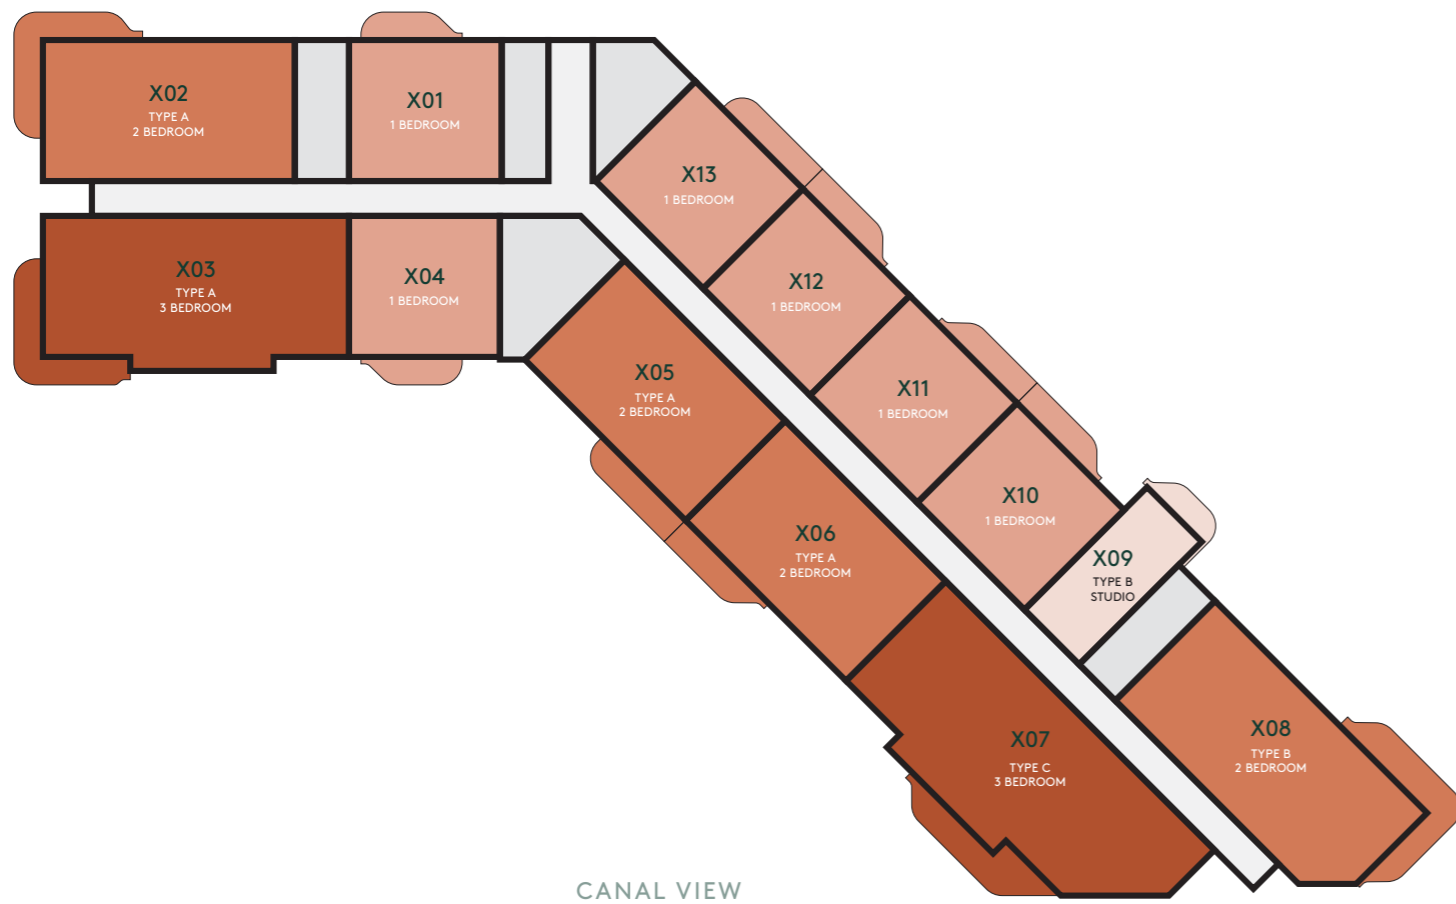 X02
TYPE A
2 BEDROOM
X01
1 BEDROOM
X13
1 BEDROOM
X03
TYPE A
3 BEDROOM
X04
1 BEDROOM
X12
1 BEDROOM
X05
TYPE A
2 BEDROOM
X11
1 BEDROOM
X06
TYPE A
2 BEDROOM
X10
1 BEDROOM
X09
TYPE B
STUDIO
X07
TYPE C
3 BEDROOM
X08
TYPE B
2 BEDROOM
CANAL VIEW